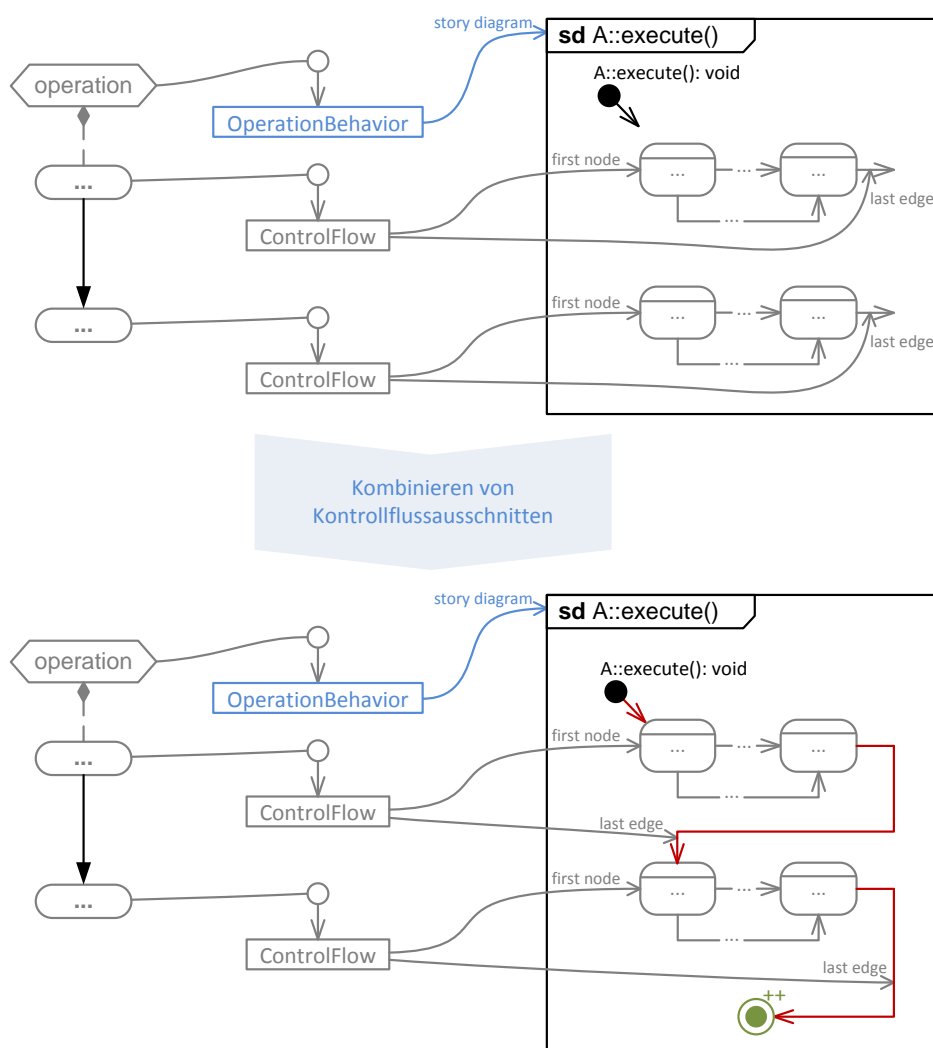 story diagram
sd A::execute()
operation
A::execute(): void
OperationBehavior
first node
...
...
...
...
last edge
...
ControlFlow
first node
...
...
...
...
last edge
...
ControlFlow
Kombinieren von
Kontrollflussausschnitten
story diagram
sd A::execute()
operation
A::execute(): void
OperationBehavior
first node
...
...
...
...
...
ControlFlow
last edge
first node
...
...
...
...
...
ControlFlow
last edge
++